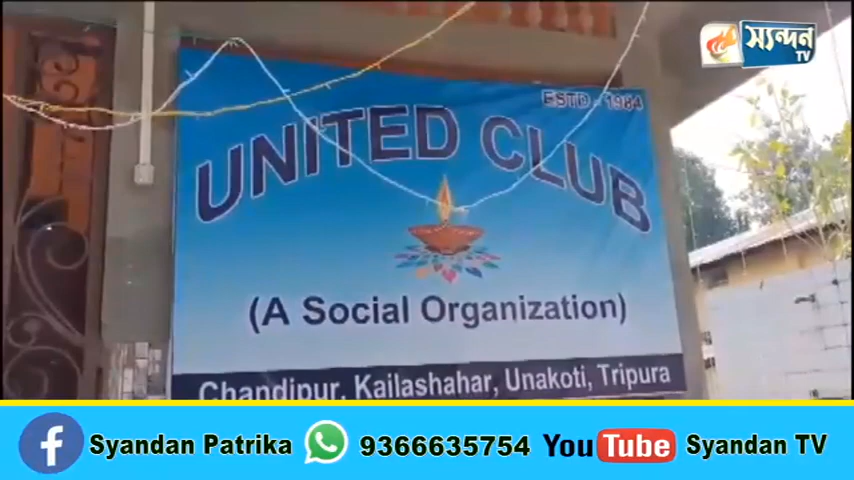 স্যন্দন
TV
ESTD - 1984
UNITED CLUB
(A Social Organization)
Chandipur, Kailashahar, Unakoti, Tripura
Syandan Patrika 9366635754 YouTube Syandan TV